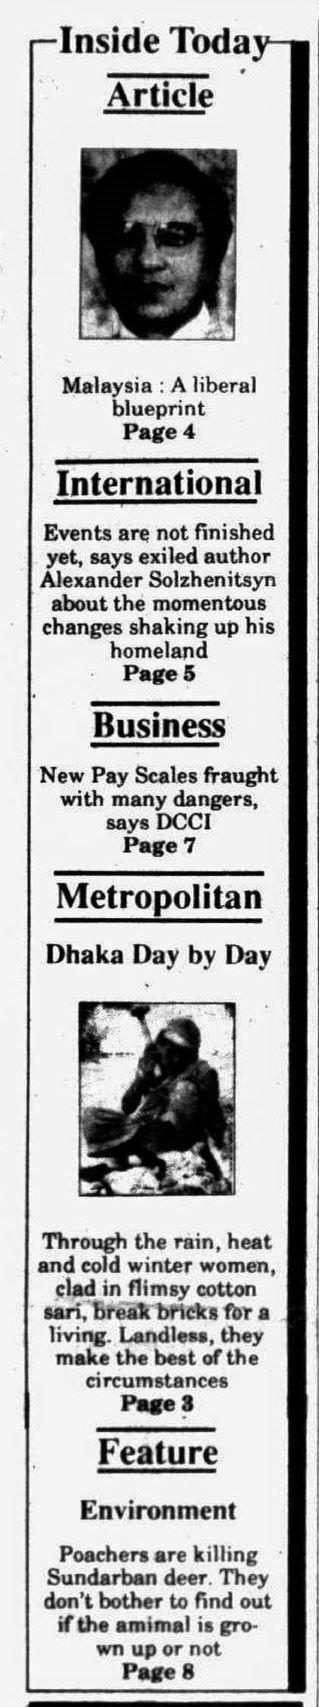 Inside Today
Article
Malaysia : A liberal
blueprint
Page 4
International
Events are not finished
yet, says exiled author
Alexander Solzhenitsyn
about the momentous
changes shaking up his
homeland
Page 5
Business
New Pay Scales fraught
with many dangers,
says DCCI
Page 7
Metropolitan
Dhaka Day by Day
Through the rain, heat
and cold winter women,
clad in flimsy cotton
sari, break bricks for a
living. Landless, they
make the best of the
circumstances
Page 3
Feature
Environment
Poachers are killing
Sundarban deer. They
don't bother to find out
if the amimal is gro-
wn up or not
Page 8